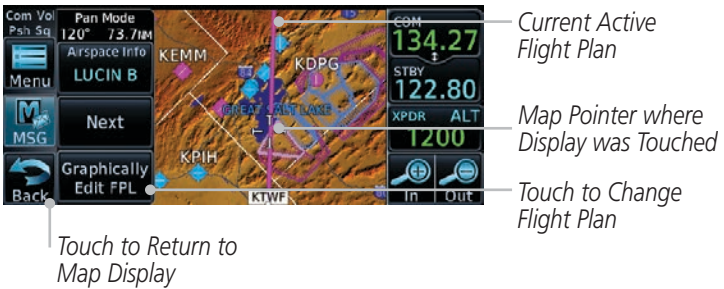 Com Vol
Psh Sq
Pan Mode
120° 73.7NM
Menu
Airspace Info
LUCIN B
MSG
Next
Back
Graphically
Edit FPL
KEMM
84
15
KDPG
GREAT SALT LAKE
KPIH
KTWF
COM
134.27
STBY
122.80
XPDR ALT
1200
In
Out
Current Active
Flight Plan
Map Pointer where
Display was Touched
Touch to Change
Flight Plan
Touch to Return to
Map Display